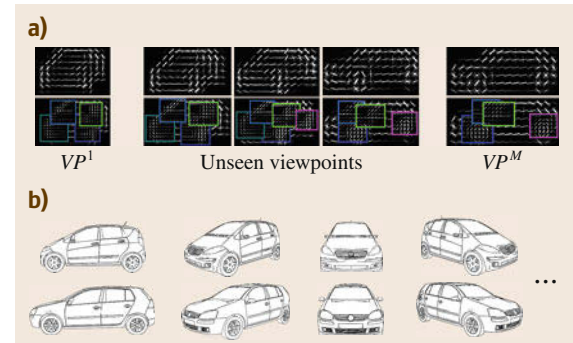 a)
VP¹ Unseen viewpoints VPᴹ
b)
...